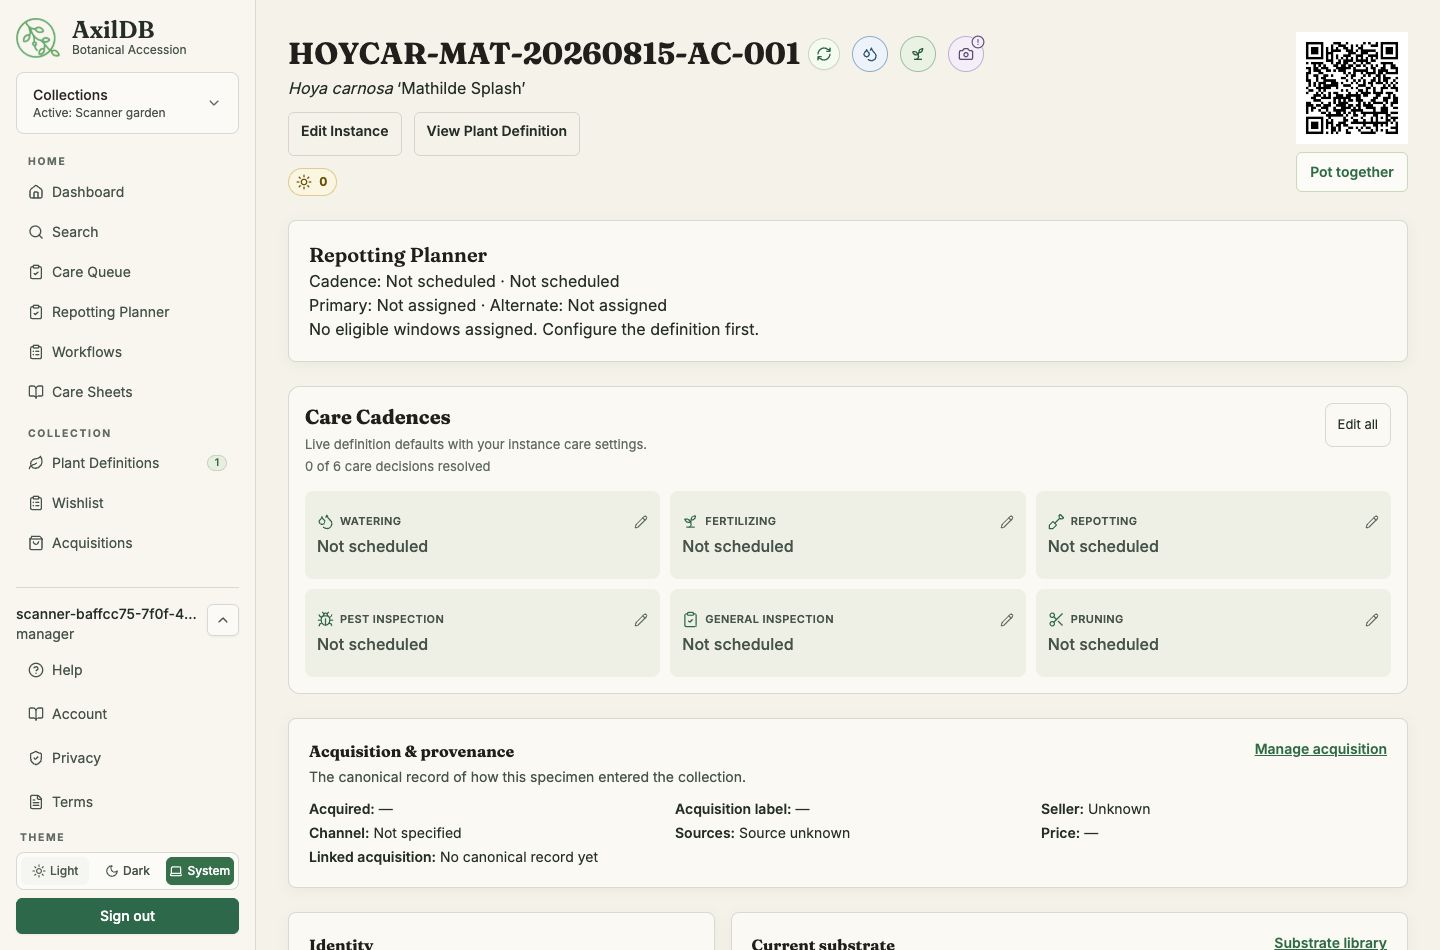 AxilDB
Botanical Accession
Collections
Active: Scanner garden
HOME
Dashboard
Search
Care Queue
Repotting Planner
Workflows
Care Sheets
COLLECTION
Plant Definitions 1
Wishlist
Acquisitions
scanner-baffcc75-7f0f-4...
manager
Help
Account
Privacy
Terms
THEME
Light Dark System
Sign out
HOYCAR-MAT-20260815-AC-001
Hoya carnosa ‘Mathilde Splash’
Edit Instance View Plant Definition
0
Pot together
Repotting Planner
Cadence: Not scheduled · Not scheduled
Primary: Not assigned · Alternate: Not assigned
No eligible windows assigned. Configure the definition first.
Care Cadences
Edit all
Live definition defaults with your instance care settings.
0 of 6 care decisions resolved
WATERING
Not scheduled
FERTILIZING
Not scheduled
REPOTTING
Not scheduled
PEST INSPECTION
Not scheduled
GENERAL INSPECTION
Not scheduled
PRUNING
Not scheduled
Acquisition & provenance
Manage acquisition
The canonical record of how this specimen entered the collection.
Acquired: — Acquisition label: — Seller: Unknown
Channel: Not specified Sources: Source unknown Price: —
Linked acquisition: No canonical record yet
Identity
Current substrate
Substrate library